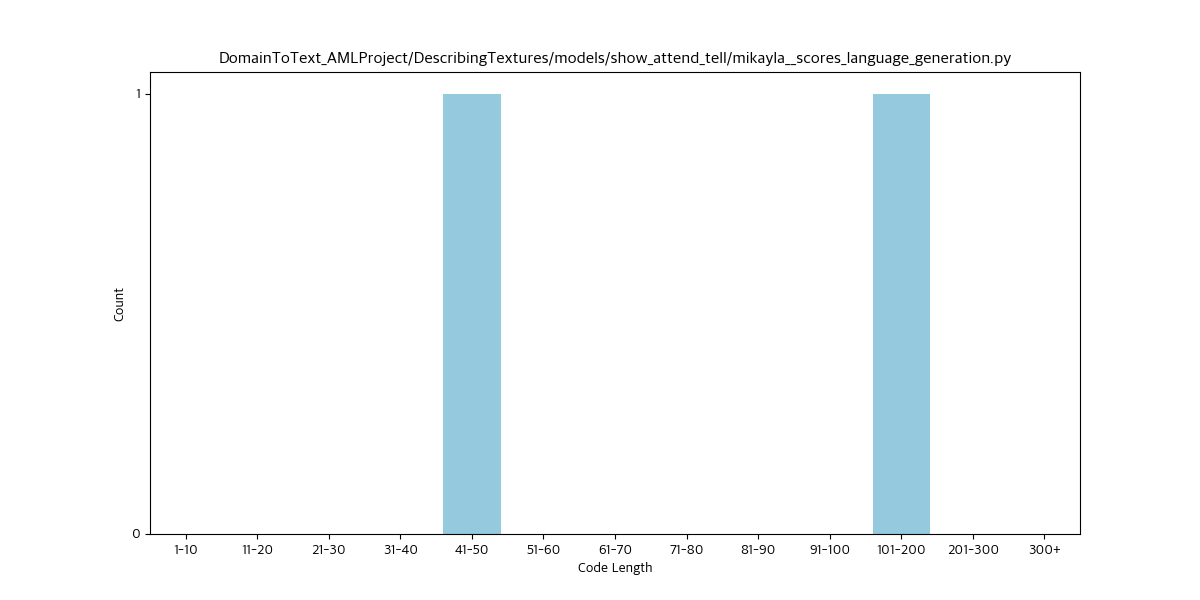 DomainToText_AMLProject/DescribingTextures/models/show_attend_tell/mikayla__scores_language_generation.py
1
Count
0
1-10 11-20 21-30 31-40 41-50 51-60 61-70 71-80 81-90 91-100 101-200 201-300 300+
Code Length